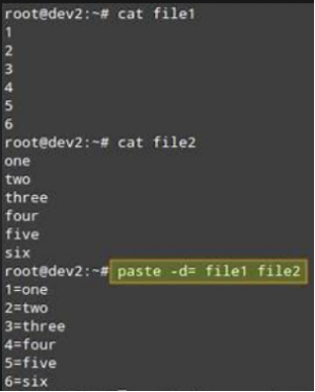 root@dev2:~# cat file1
1
2
3
4
5
6
root@dev2:~# cat file2
one
two
three
four
five
six
root@dev2:~# paste -d= file1 file2
1=one
2=two
3=three
4=four
5=five
6=six